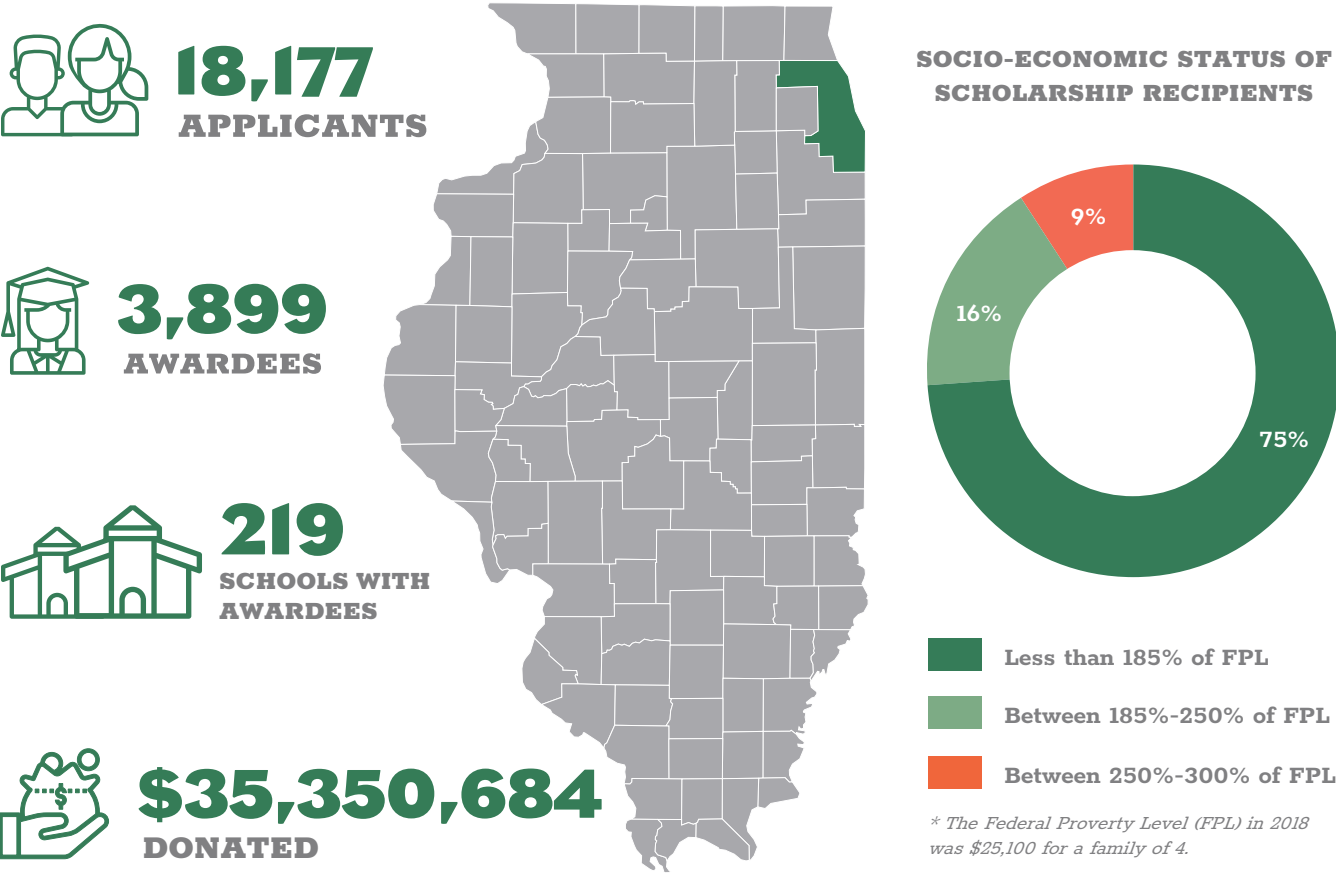 18,177
APPLICANTS
3,899
AWARDEES
219
SCHOOLS WITH
AWARDEES
$
$35,350,684
DONATED
SOCIO-ECONOMIC STATUS OF
SCHOLARSHIP RECIPIENTS
9%
16%
75%
Less than 185% of FPL
Between 185%-250% of FPL
Between 250%-300% of FPL
* The Federal Proverty Level (FPL) in 2018
was $25,100 for a family of 4.